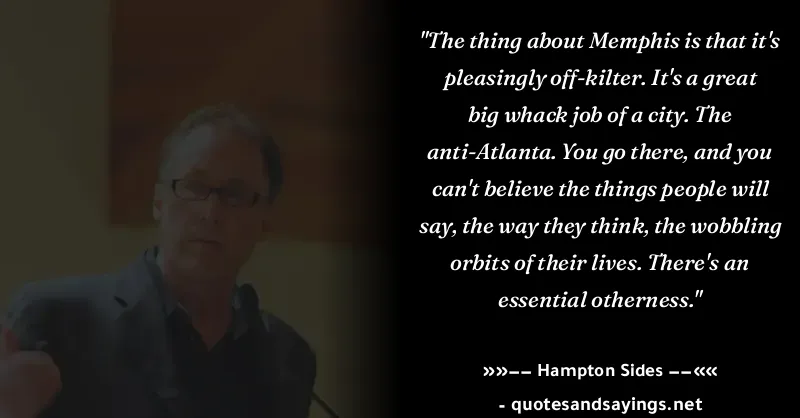 "The thing about Memphis is that it's
pleasingly off-kilter. It's a great
big whack job of a city. The
anti-Atlanta. You go there, and you
can't believe the things people will
say, the way they think, the wobbling
orbits of their lives. There's an
essential otherness."
»»-- Hampton Sides --««
- quotesandsayings.net